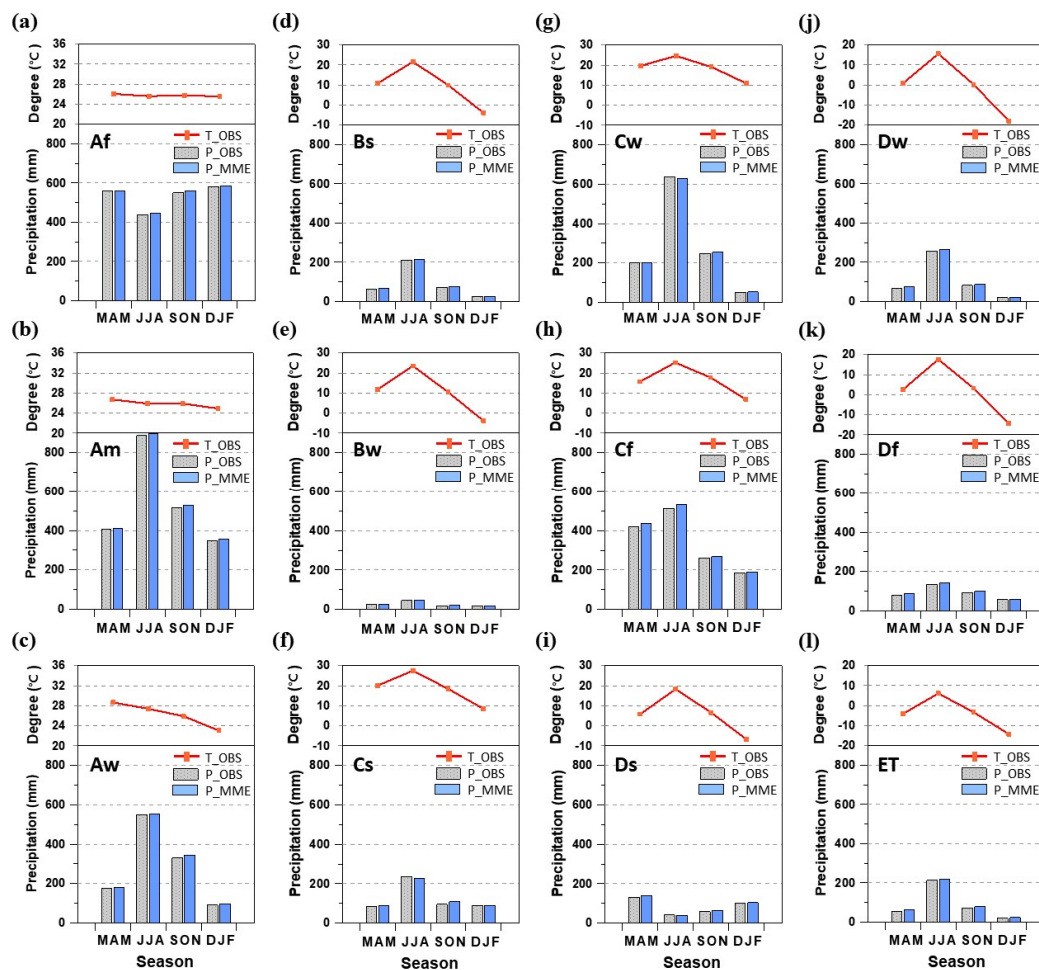 (a)
Degree (°C)
36
32
28
24
20
Af
T_OBS
P_OBS
P_MME
Precipitation (mm)
800
600
400
200
0
MAM JJA SON DJF
(b)
Degree (°C)
36
32
28
24
20
Am
T_OBS
P_OBS
P_MME
Precipitation (mm)
800
600
400
200
0
MAM JJA SON DJF
(c)
Degree (°C)
36
32
28
24
20
Aw
T_OBS
P_OBS
P_MME
Precipitation (mm)
800
600
400
200
0
MAM JJA SON DJF
Season
(d)
Degree (°C)
30
20
10
0
-10
Bs
T_OBS
P_OBS
P_MME
Precipitation (mm)
800
600
400
200
0
MAM JJA SON DJF
(e)
Degree (°C)
30
20
10
0
-10
Bw
T_OBS
P_OBS
P_MME
Precipitation (mm)
800
600
400
200
0
MAM JJA SON DJF
(f)
Degree (°C)
30
20
10
0
-10
Cs
T_OBS
P_OBS
P_MME
Precipitation (mm)
800
600
400
200
0
MAM JJA SON DJF
Season
(g)
Degree (°C)
30
20
10
0
-10
Cw
T_OBS
P_OBS
P_MME
Precipitation (mm)
800
600
400
200
0
MAM JJA SON DJF
(h)
Degree (°C)
30
20
10
0
-10
Cf
T_OBS
P_OBS
P_MME
Precipitation (mm)
800
600
400
200
0
MAM JJA SON DJF
(i)
Degree (°C)
30
20
10
0
-10
Ds
T_OBS
P_OBS
P_MME
Precipitation (mm)
800
600
400
200
0
MAM JJA SON DJF
Season
(j)
Degree (°C)
20
10
0
-10
-20
Dw
T_OBS
P_OBS
P_MME
Precipitation (mm)
800
600
400
200
0
MAM JJA SON DJF
(k)
Degree (°C)
20
10
0
-10
-20
Df
T_OBS
P_OBS
P_MME
Precipitation (mm)
800
600
400
200
0
MAM JJA SON DJF
(l)
Degree (°C)
20
10
0
-10
-20
ET
T_OBS
P_OBS
P_MME
Precipitation (mm)
800
600
400
200
0
MAM JJA SON DJF
Season